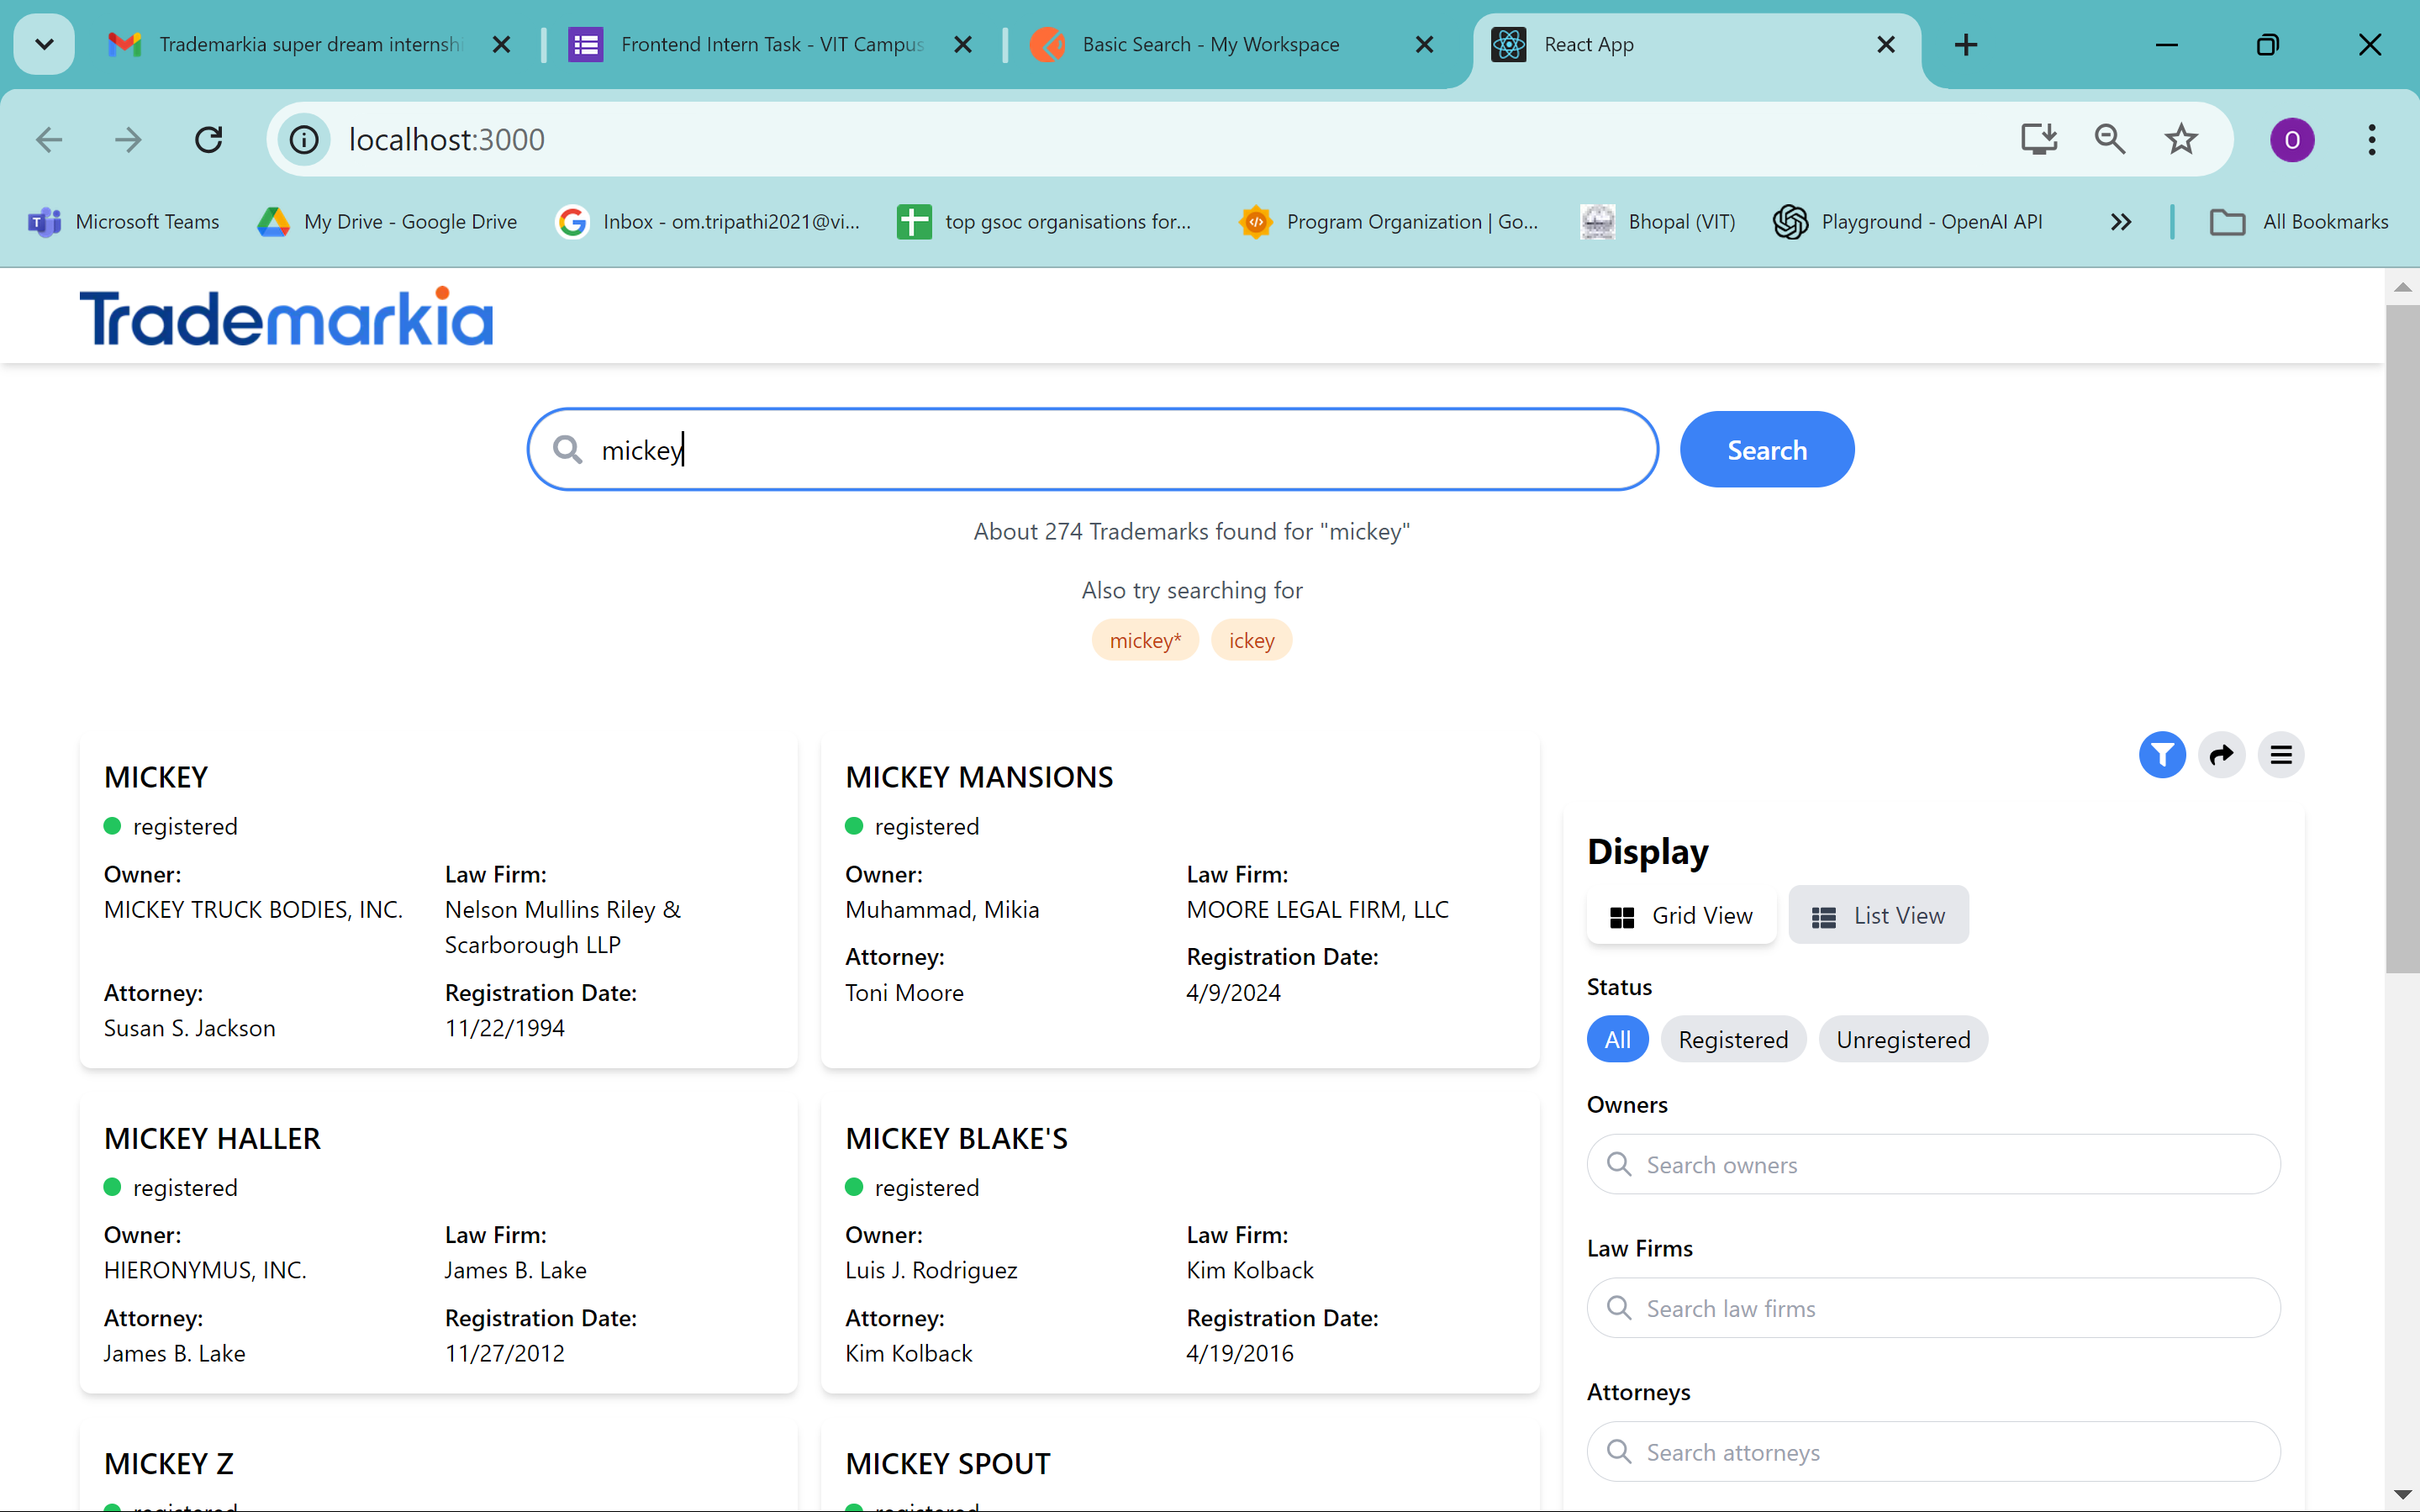 Trademarkia super dream internshi
Frontend Intern Task - VIT Campus
Basic Search - My Workspace
React App
localhost:3000
O
Microsoft Teams
My Drive - Google Drive
Inbox - om.tripathi2021@vi...
top gsoc organisations for...
Program Organization | Go...
Bhopal (VIT)
Playground - OpenAI API
All Bookmarks
Trademarkia
mickey
Search
About 274 Trademarks found for "mickey"
Also try searching for
mickey* ickey
MICKEY
registered
Owner: Law Firm:
MICKEY TRUCK BODIES, INC. Nelson Mullins Riley &
Scarborough LLP
Attorney: Registration Date:
Susan S. Jackson 11/22/1994
MICKEY MANSIONS
registered
Owner: Law Firm:
Muhammad, Mikia MOORE LEGAL FIRM, LLC
Attorney: Registration Date:
Toni Moore 4/9/2024
MICKEY HALLER
registered
Owner: Law Firm:
HIERONYMUS, INC. James B. Lake
Attorney: Registration Date:
James B. Lake 11/27/2012
MICKEY BLAKE'S
registered
Owner: Law Firm:
Luis J. Rodriguez Kim Kolback
Attorney: Registration Date:
Kim Kolback 4/19/2016
MICKEY Z
registered
MICKEY SPOUT
registered
Display
Grid View List View
Status
All Registered Unregistered
Owners
Search owners
Law Firms
Search law firms
Attorneys
Search attorneys